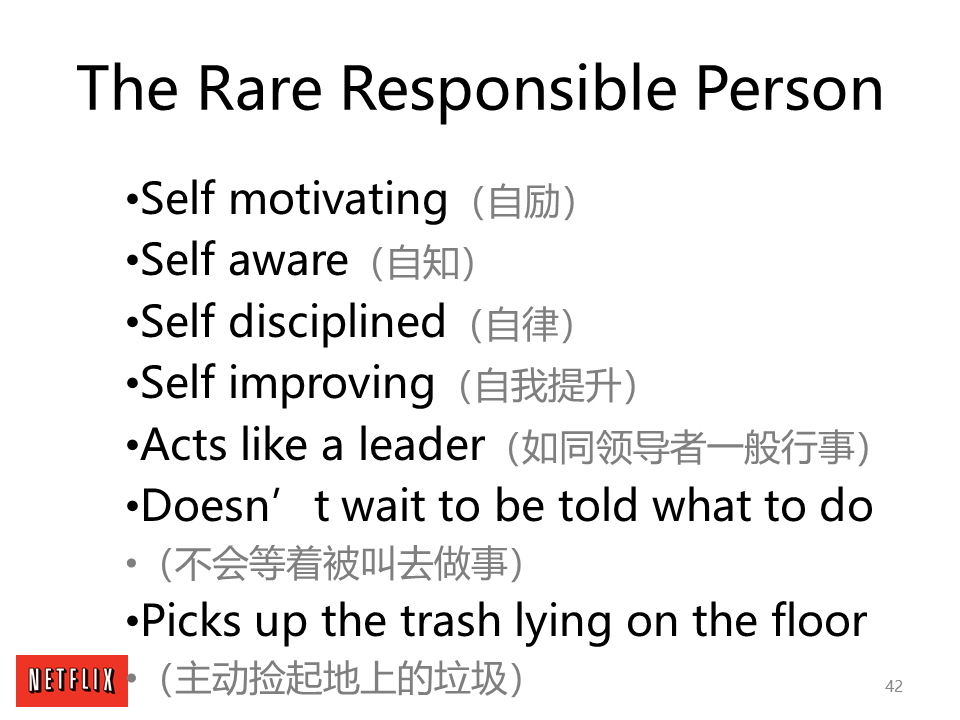 The Rare Responsible Person
•Self motivating（自励）
•Self aware（自知）
•Self disciplined（自律）
•Self improving（自我提升）
•Acts like a leader（如同领导者一般行事）
•Doesn’t wait to be told what to do
•（不会等着被叫去做事）
•Picks up the trash lying on the floor
•（主动捡起地上的垃圾）
NETFLIX
42